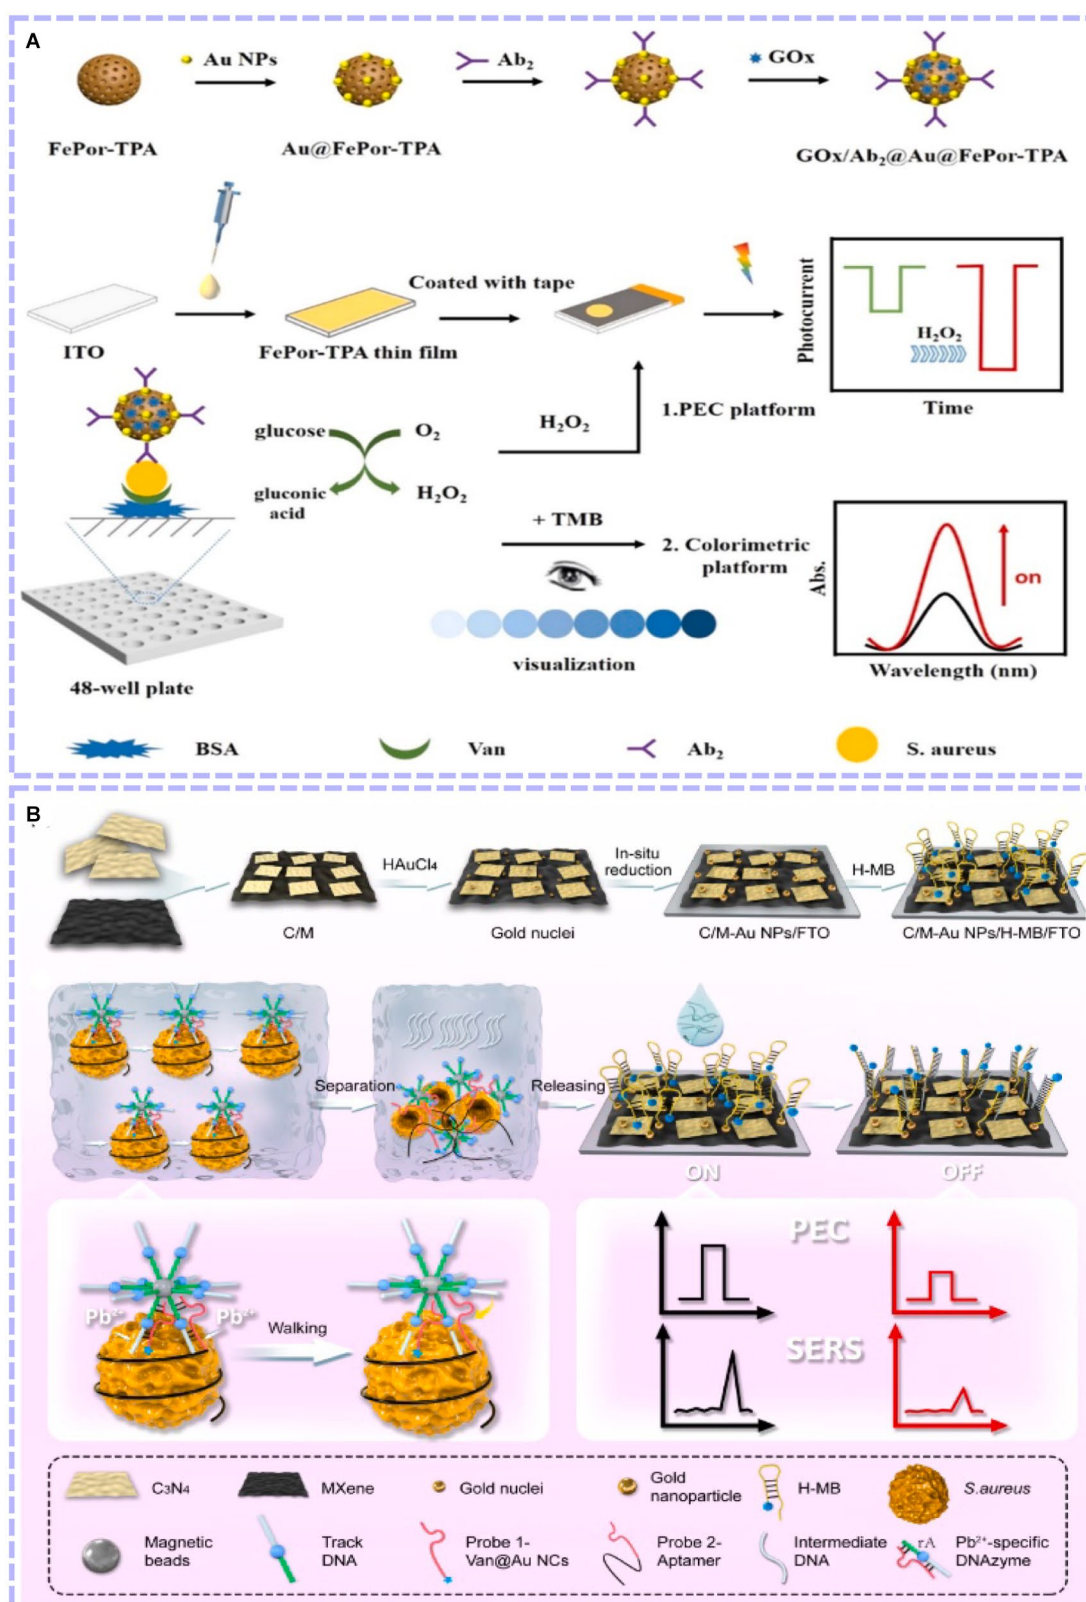 A
Au NPs
Ab₂
GOx
FePor-TPA
Au@FePor-TPA
GOx/Ab₂@Au@FePor-TPA
Coated with tape
ITO
FePor-TPA thin film
Photocurrent
H₂O₂
Time
1.PEC platform
glucose
O₂
H₂O₂
gluconic
acid
H₂O₂
+ TMB
2. Colorimetric
platform
Abs.
on
visualization
Wavelength (nm)
48-well plate
BSA
Van
Ab₂
S. aureus
B
HAuCl₄
In-situ
reduction
H-MB
C/M
Gold nuclei
C/M-Au NPs/FTO
C/M-Au NPs/H-MB/FTO
Separation
Releasing
ON
OFF
Pb²⁺
Pb²⁺
Walking
PEC
SERS
C₃N₄
MXene
Gold nuclei
Gold
nanoparticle
H-MB
S.aureus
Magnetic
beads
Track
DNA
Probe 1-
Van@Au NCs
Probe 2-
Aptamer
Intermediate
DNA
rA
Pb²⁺-specific
DNAzyme